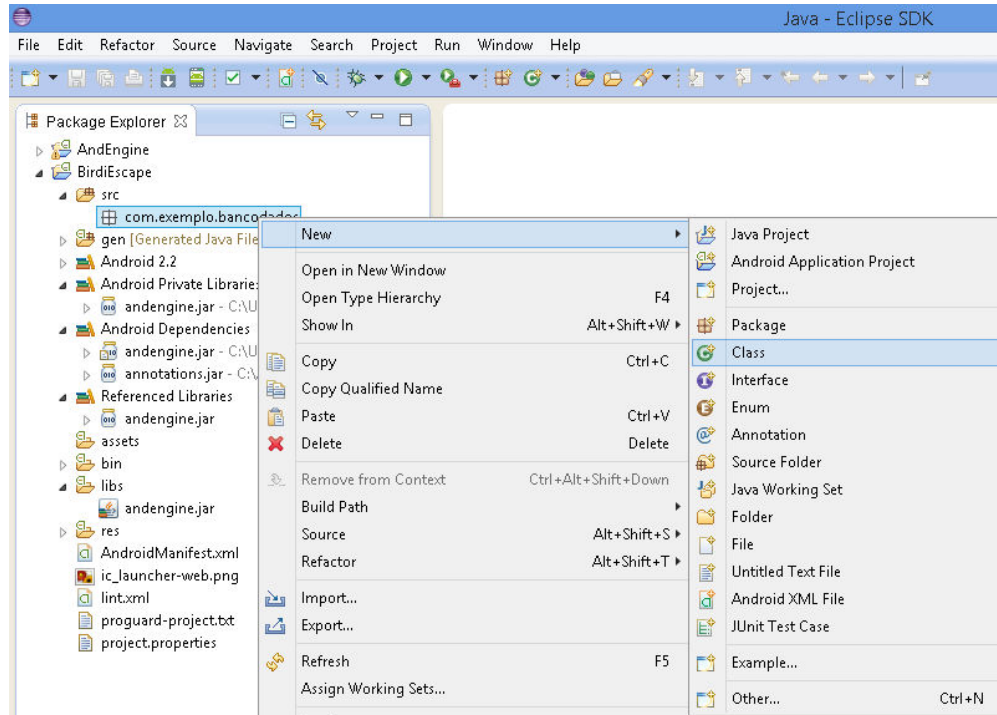 Java - Eclipse SDK
File Edit Refactor Source Navigate Search Project Run Window Help
Package Explorer
AndEngine
BirdiEscape
src
com.exemplo.bancodados
gen [Generated Java File
Android 2.2
Android Private Libraries
andengine.jar - C:\U
Android Dependencies
andengine.jar - C:\U
annotations.jar - C:\
Referenced Libraries
andengine.jar
assets
bin
libs
andengine.jar
res
AndroidManifest.xml
ic_launcher-web.png
lint.xml
proguard-project.txt
project.properties
New
Open in New Window
Open Type Hierarchy F4
Show In Alt+Shift+W
Copy Ctrl+C
Copy Qualified Name
Paste Ctrl+V
Delete Delete
Remove from Context Ctrl+Alt+Shift+Down
Build Path
Source Alt+Shift+S
Refactor Alt+Shift+T
Import...
Export...
Refresh F5
Assign Working Sets...
Java Project
Android Application Project
Project...
Package
Class
Interface
Enum
Annotation
Source Folder
Java Working Set
Folder
File
Untitled Text File
Android XML File
JUnit Test Case
Example...
Other... Ctrl+N